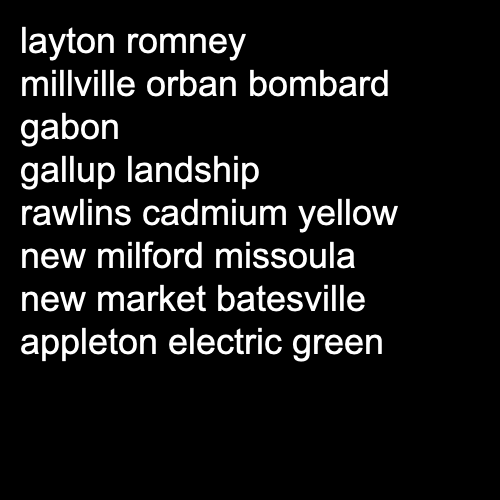 layton romney
millville orban bombard
gabon
gallup landship
rawlins cadmium yellow
new milford missoula
new market batesville
appleton electric green